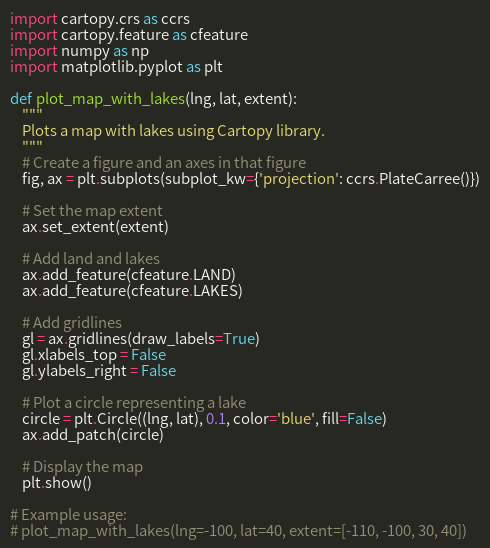 import cartopy.crs as ccrs
import cartopy.feature as cfeature
import numpy as np
import matplotlib.pyplot as plt

def plot_map_with_lakes(lng, lat, extent):
    """
    Plots a map with lakes using Cartopy library.
    """
    # Create a figure and an axes in that figure
    fig, ax = plt.subplots(subplot_kw={'projection': ccrs.PlateCarree()})

    # Set the map extent
    ax.set_extent(extent)

    # Add land and lakes
    ax.add_feature(cfeature.LAND)
    ax.add_feature(cfeature.LAKES)

    # Add gridlines
    gl = ax.gridlines(draw_labels=True)
    gl.xlabels_top = False
    gl.ylabels_right = False

    # Plot a circle representing a lake
    circle = plt.Circle((lng, lat), 0.1, color='blue', fill=False)
    ax.add_patch(circle)

    # Display the map
    plt.show()

# Example usage:
# plot_map_with_lakes(lng=-100, lat=40, extent=[-110, -100, 30, 40])